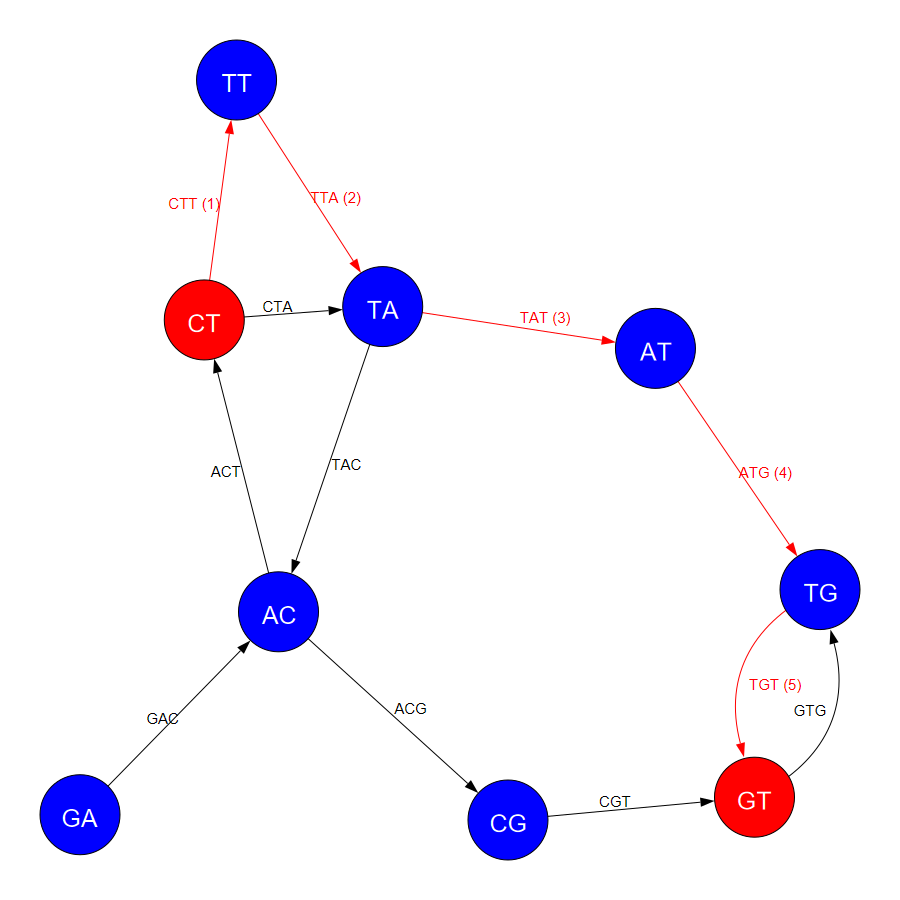 TT
CTT (1)
TTA (2)
CT
CTA
TA
TAT (3)
AT
ACT
TAC
ATG (4)
TG
AC
TGT (5)
GTG
GAC
ACG
GA
CG
CGT
GT